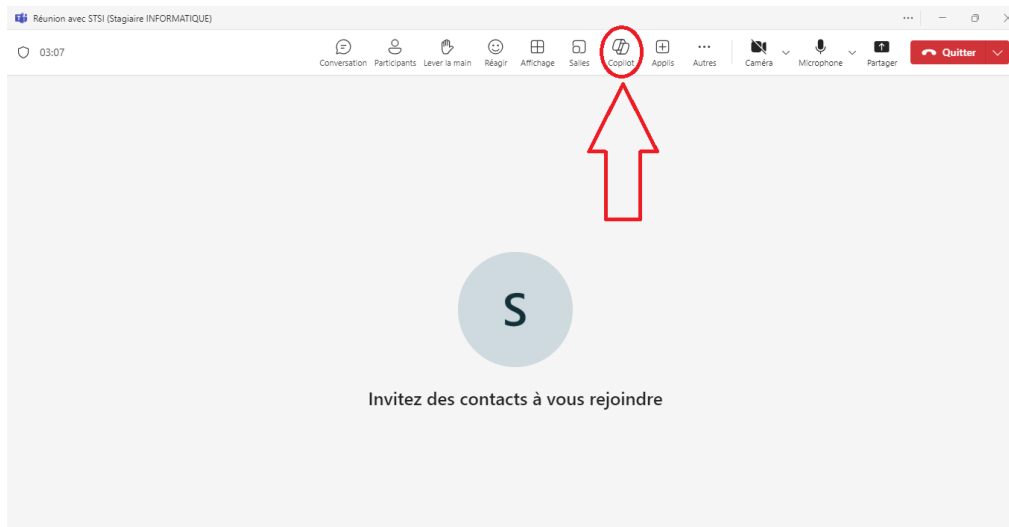 Réunion avec STSI (Stagiaire INFORMATIQUE)
03:07
Conversation Participants Lever la main Réagir Affichage Salles Copilot Applis Autres Caméra Microphone Partager Quitter
S
Invitez des contacts à vous rejoindre